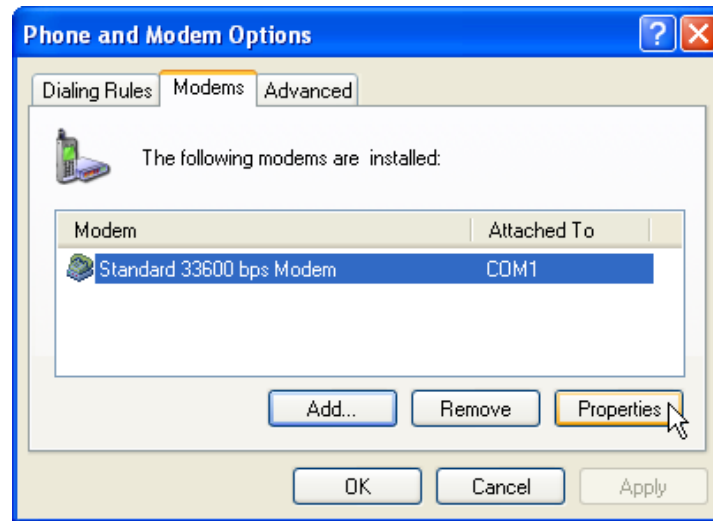 Phone and Modem Options
Dialing Rules Modems Advanced
The following modems are installed:
Modem Attached To
Standard 33600 bps Modem COM1
Add... Remove Properties
OK Cancel Apply